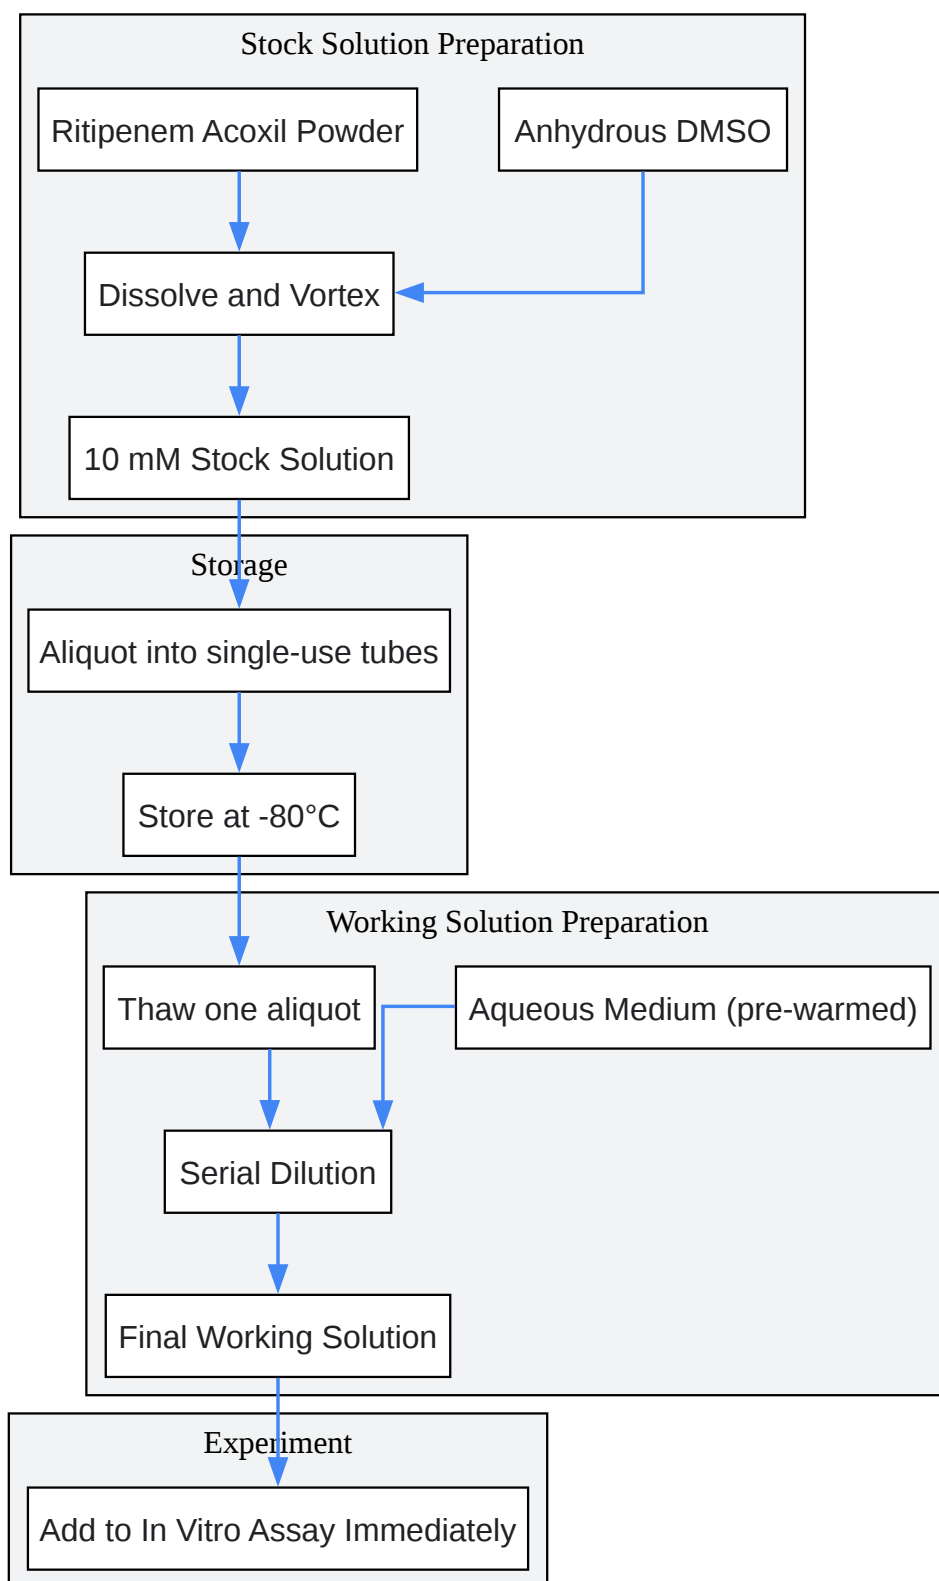 Stock Solution Preparation
Ritipenem Acoxil Powder
Anhydrous DMSO
Dissolve and Vortex
10 mM Stock Solution
Storage
Aliquot into single-use tubes
Store at -80°C
Working Solution Preparation
Thaw one aliquot
Aqueous Medium (pre-warmed)
Serial Dilution
Final Working Solution
Experiment
Add to In Vitro Assay Immediately